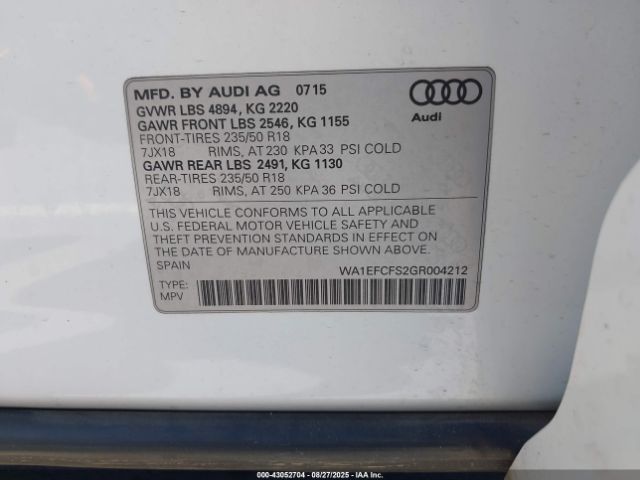 MFD. BY AUDI AG 0715
GVWR LBS 4894, KG 2220
GAWR FRONT LBS 2546, KG 1155
FRONT-TIRES 235/50 R18
7JX18 RIMS, AT 230 KPA 33 PSI COLD
GAWR REAR LBS 2491, KG 1130
REAR-TIRES 235/50 R18
7JX18 RIMS, AT 250 KPA 36 PSI COLD
Audi
THIS VEHICLE CONFORMS TO ALL APPLICABLE
U.S. FEDERAL MOTOR VEHICLE SAFETY AND
THEFT PREVENTION STANDARDS IN EFFECT ON
THE DATE OF MANUFACTURE SHOWN ABOVE.
SPAIN
WA1EFCFS2GR004212
TYPE:
MPV
#IAA-43052704 - 08/27/2025 - IAAI.COM